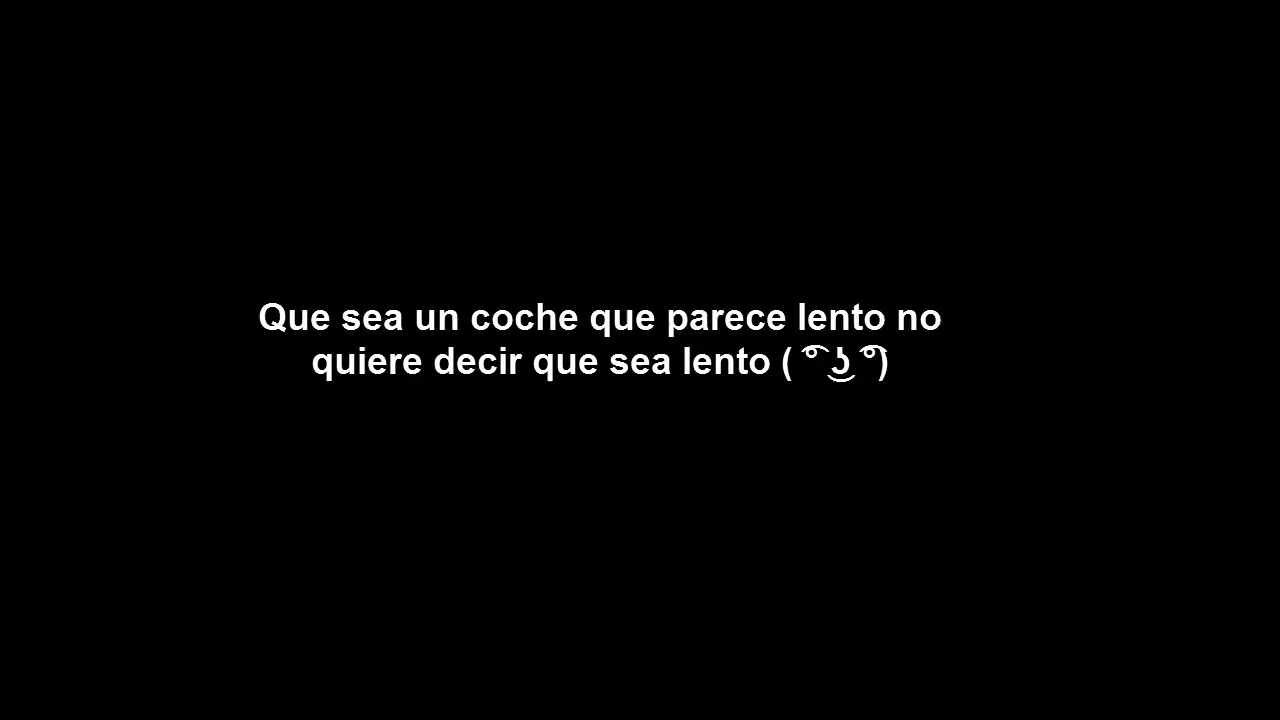 Que sea un coche que parece lento no
quiere decir que sea lento ( ͡° ͜ʖ ͡°)